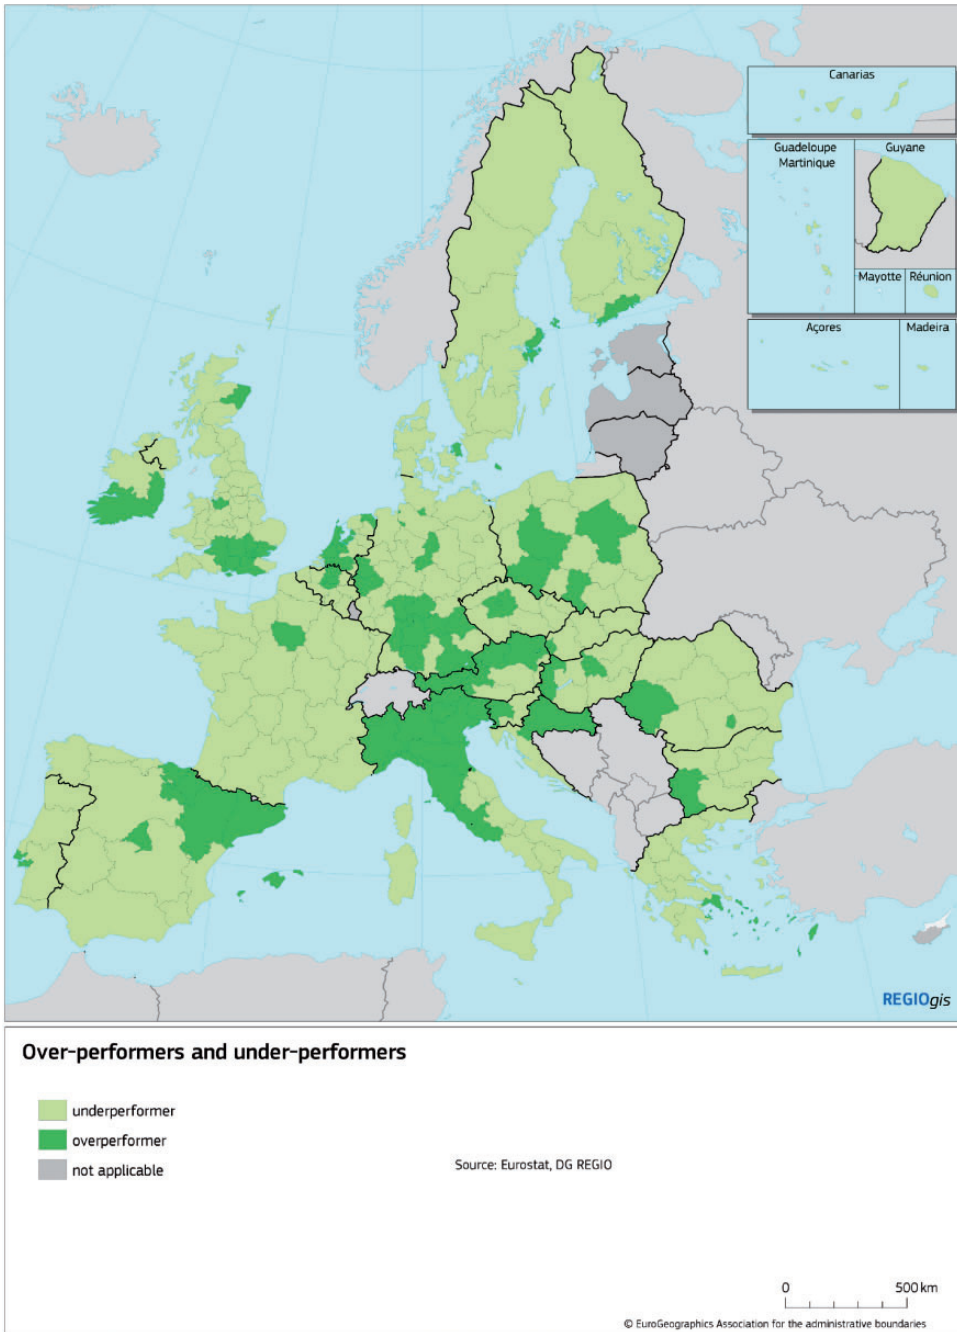 Canarias
Guadeloupe
Martinique
Guyane
Mayotte
Réunion
Açores
Madeira
REGIOgis
Over-performers and under-performers
underperformer
overperformer
not applicable
Source: Eurostat, DG REGIO
0 500 km
© EuroGeographics Association for the administrative boundaries